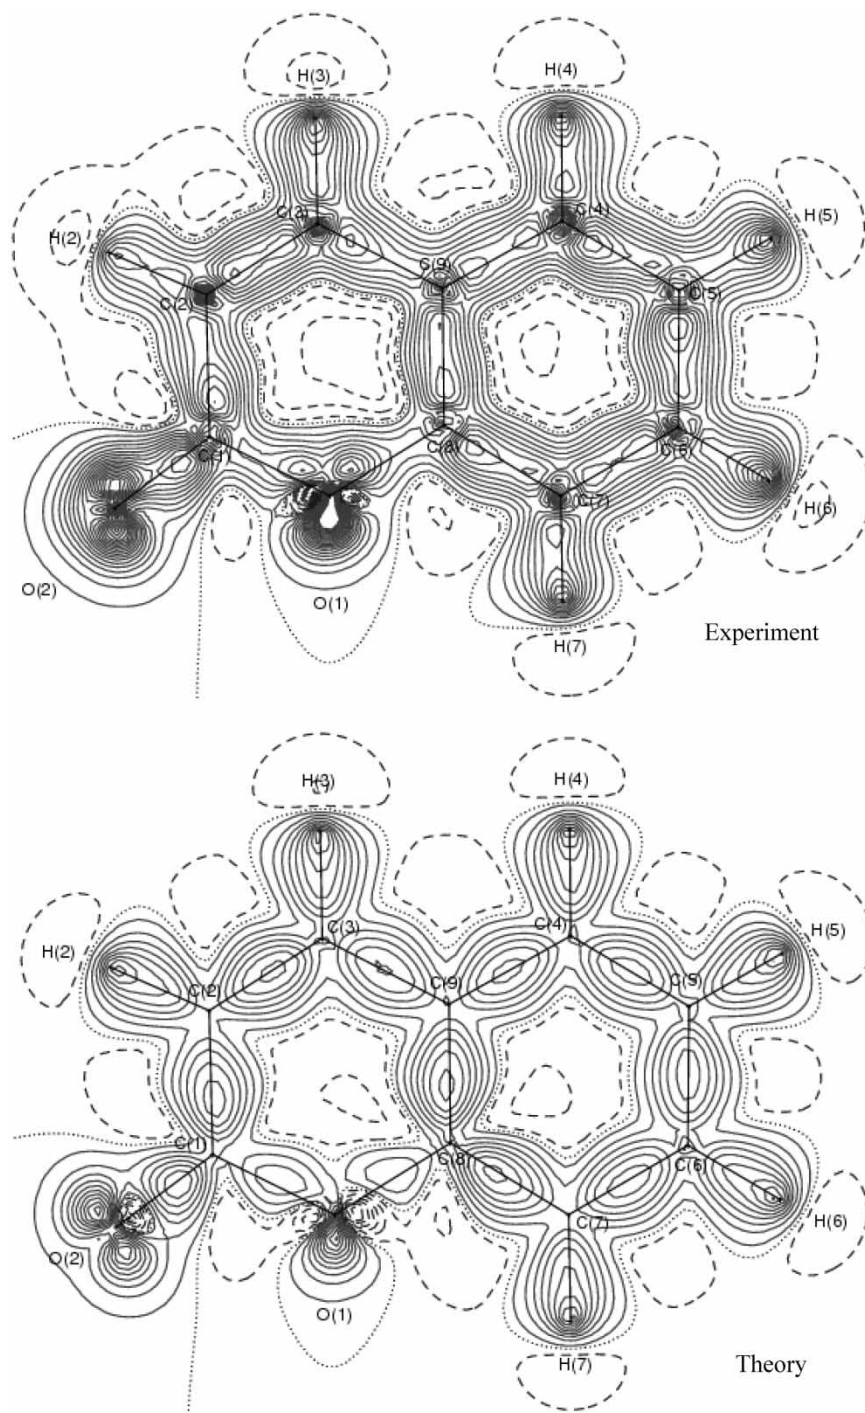 H(3) H(4)
H(2) H(5)
C(3) C(4)
C(9)
C(2) C(5)
C(1) C(8) C(6)
C(7)
H(6)
O(2) O(1)
Experiment
H(7)
H(3) H(4)
H(2) C(3) C(4) H(5)
C(2) C(9) C(5)
C(1) C(8) C(6)
C(7)
O(2) H(6)
O(1)
H(7) Theory